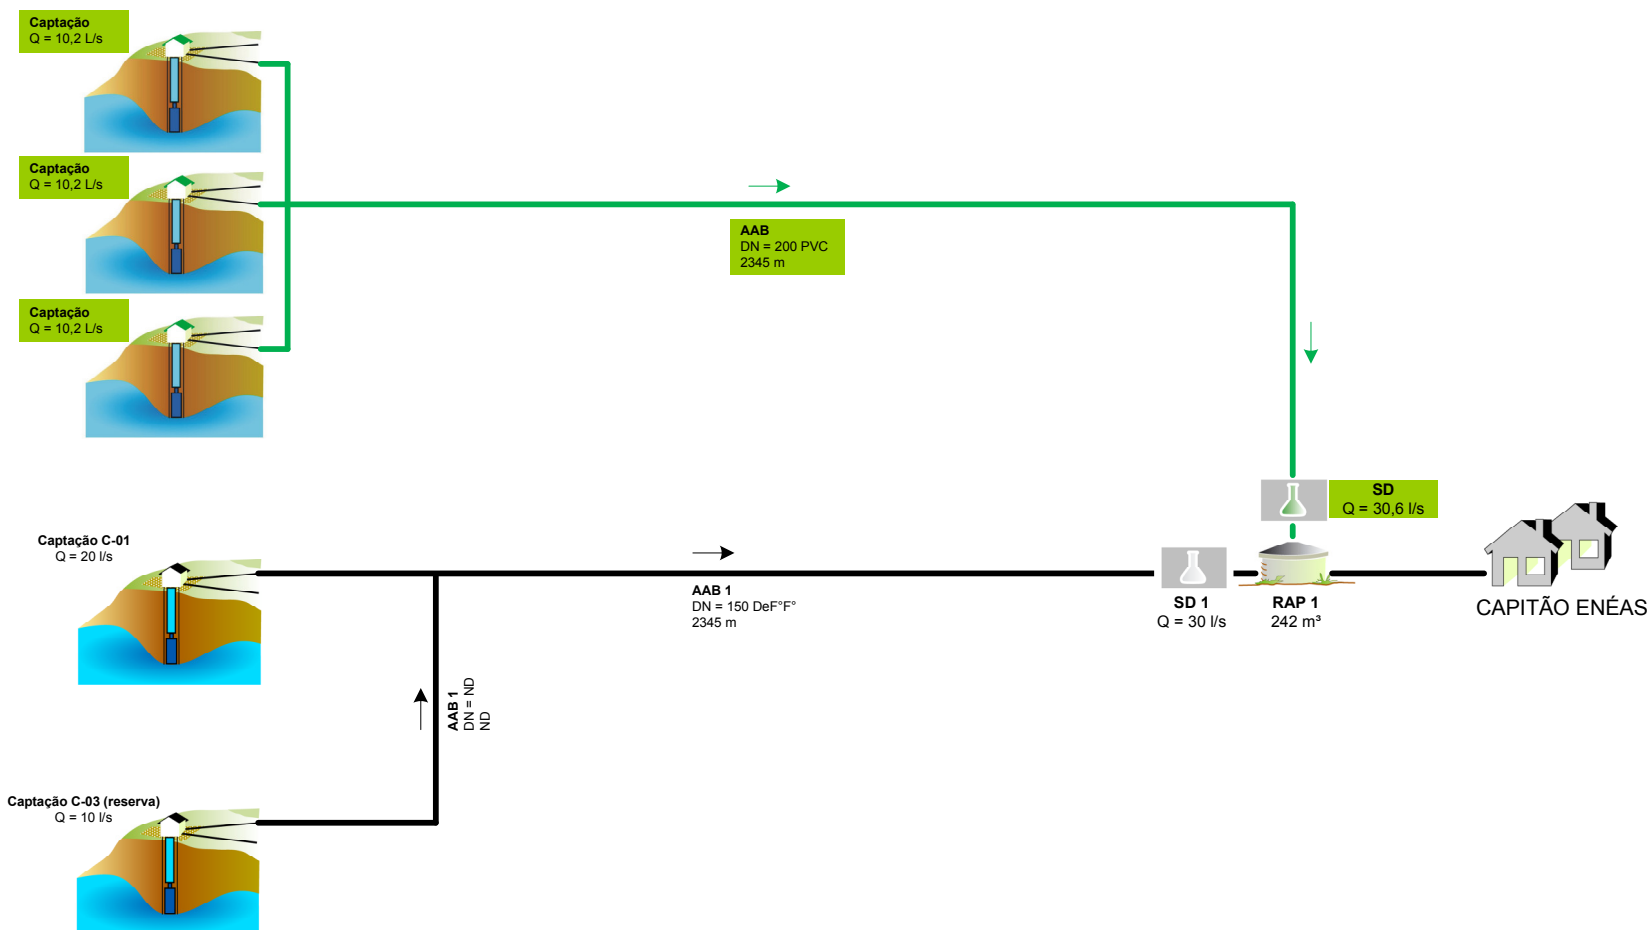 Captação
Q = 10,2 L/s
Captação
Q = 10,2 L/s
AAB
DN = 200 PVC
2345 m
Captação
Q = 10,2 L/s
SD
Q = 30,6 l/s
Captação C-01
Q = 20 l/s
AAB 1
DN = 150 DeF°F°
2345 m
SD 1
Q = 30 l/s
RAP 1
242 m³
CAPITÃO ENÉAS
AAB 1
DN = ND
ND
Captação C-03 (reserva)
Q = 10 l/s